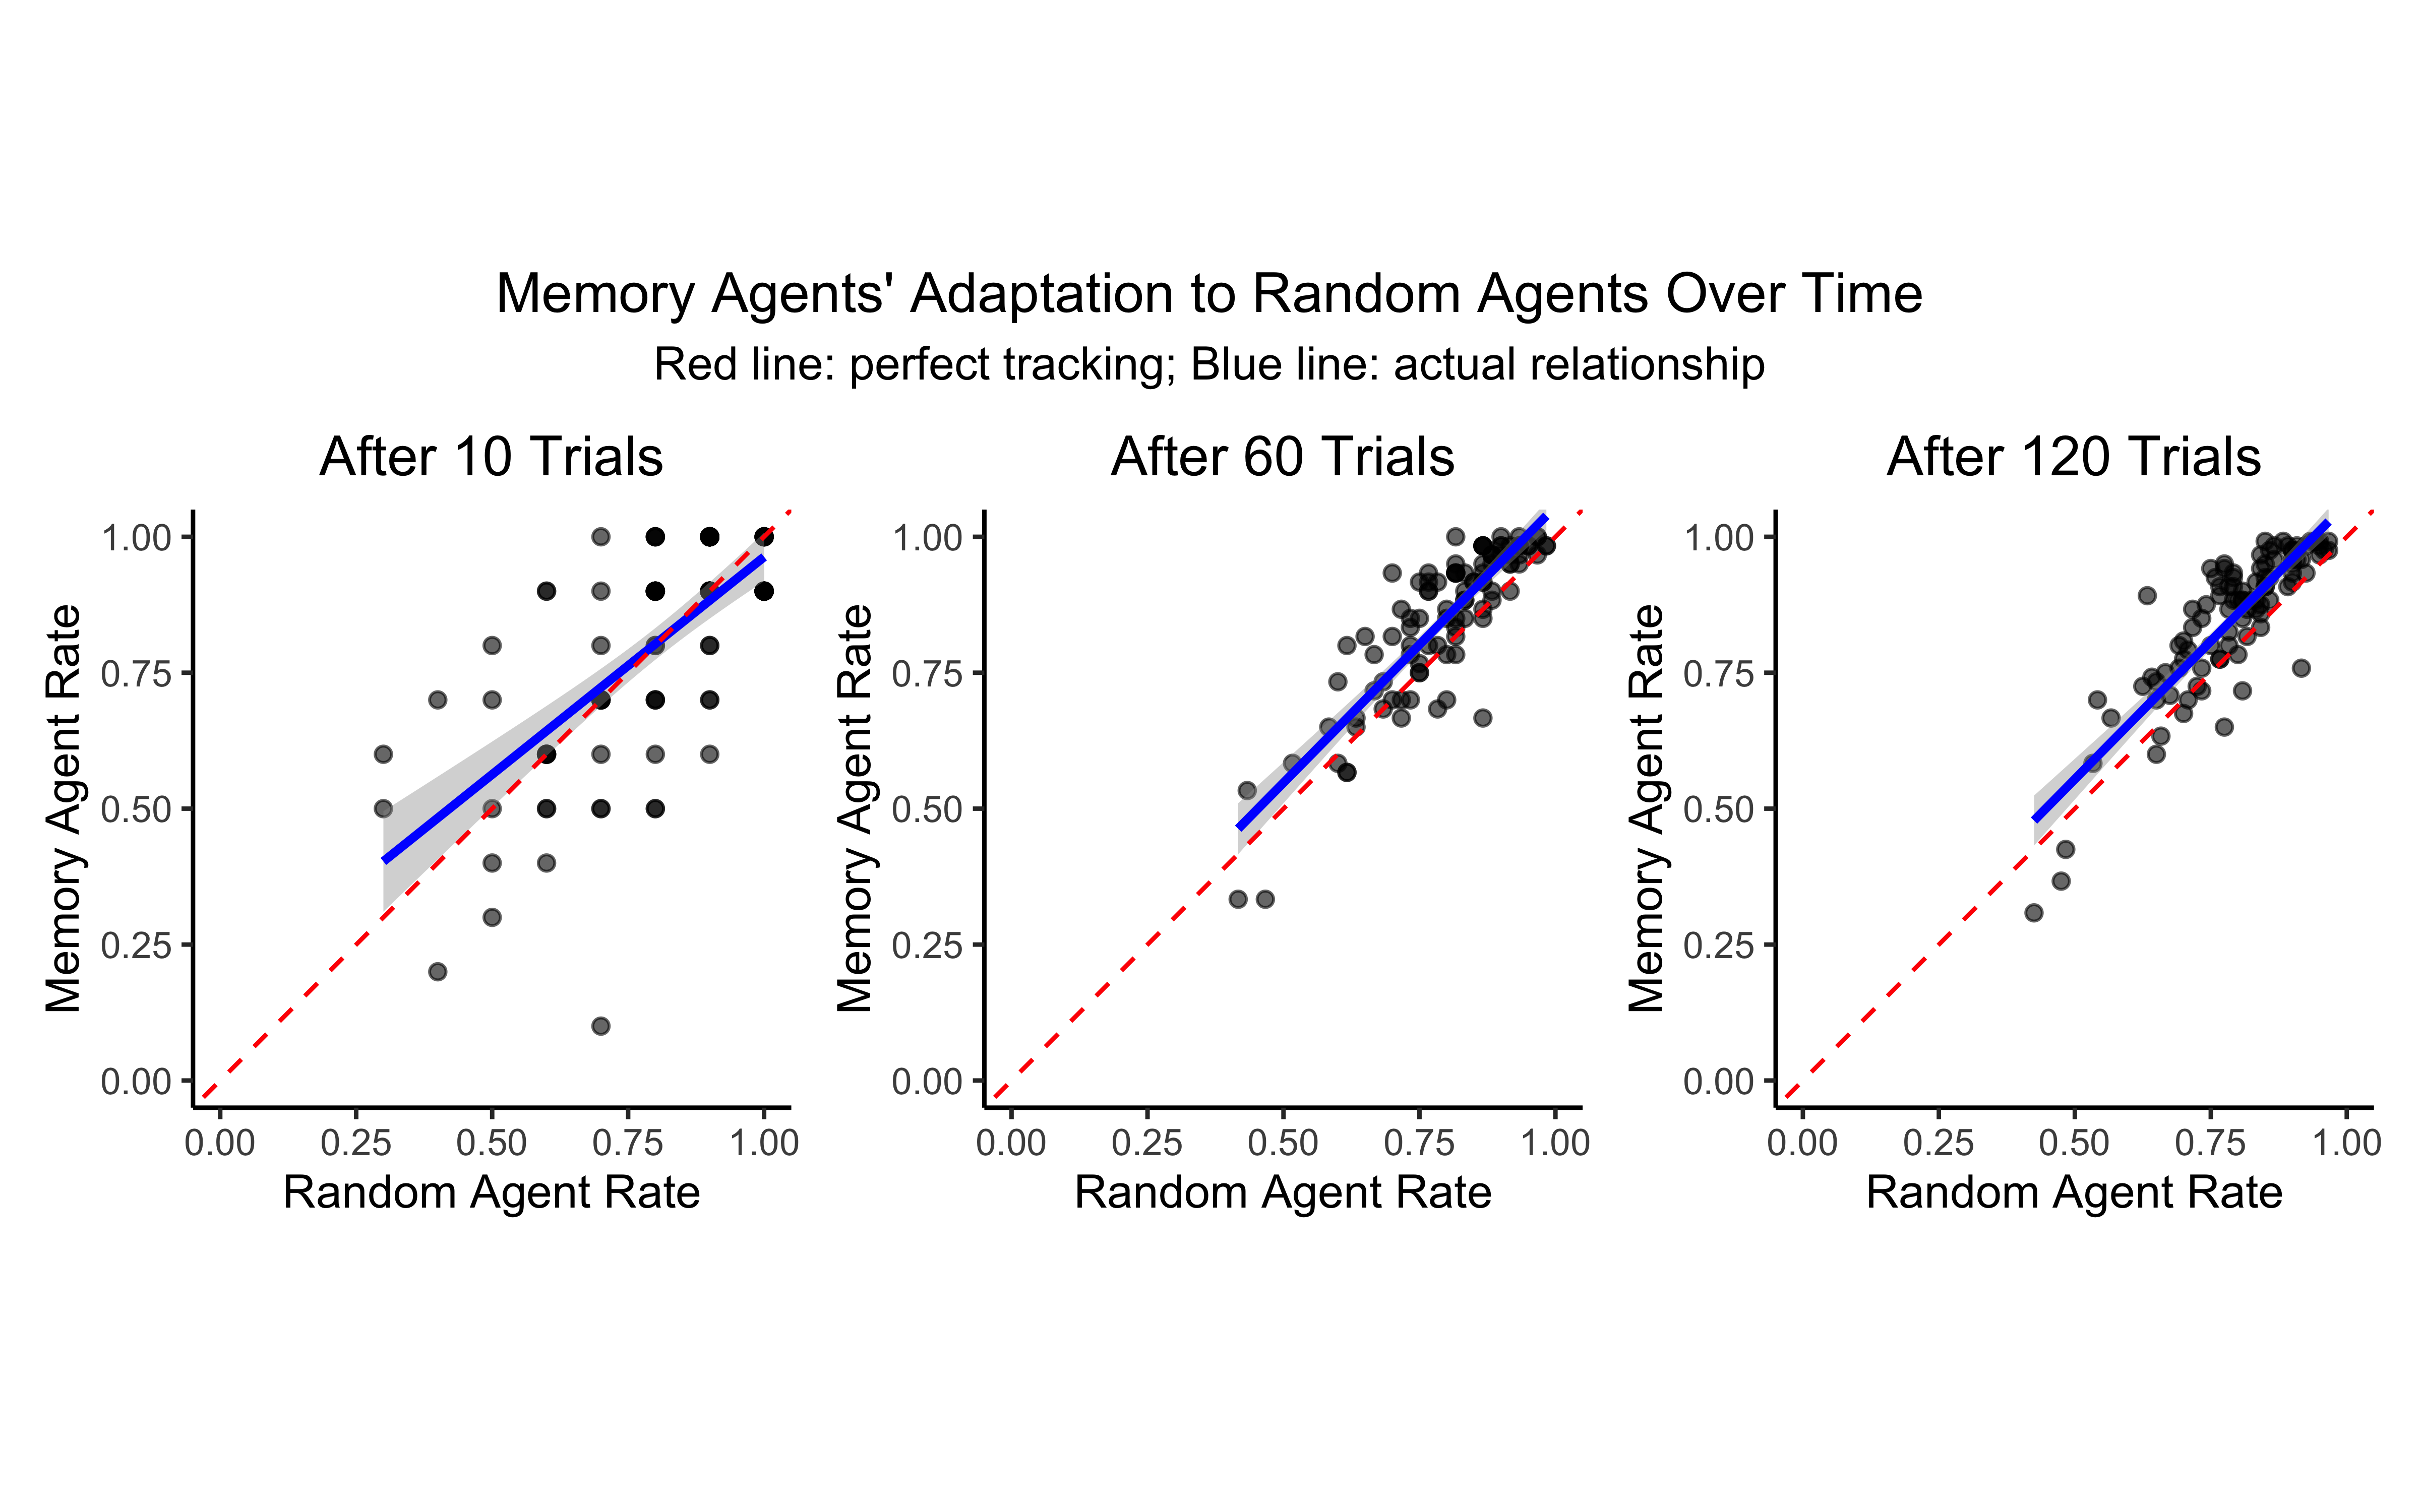 Memory Agents' Adaptation to Random Agents Over Time
Red line: perfect tracking; Blue line: actual relationship
After 10 Trials
Memory Agent Rate
1.00
0.75
0.50
0.25
0.00
0.00 0.25 0.50 0.75 1.00
Random Agent Rate
After 60 Trials
Memory Agent Rate
1.00
0.75
0.50
0.25
0.00
0.00 0.25 0.50 0.75 1.00
Random Agent Rate
After 120 Trials
Memory Agent Rate
1.00
0.75
0.50
0.25
0.00
0.00 0.25 0.50 0.75 1.00
Random Agent Rate